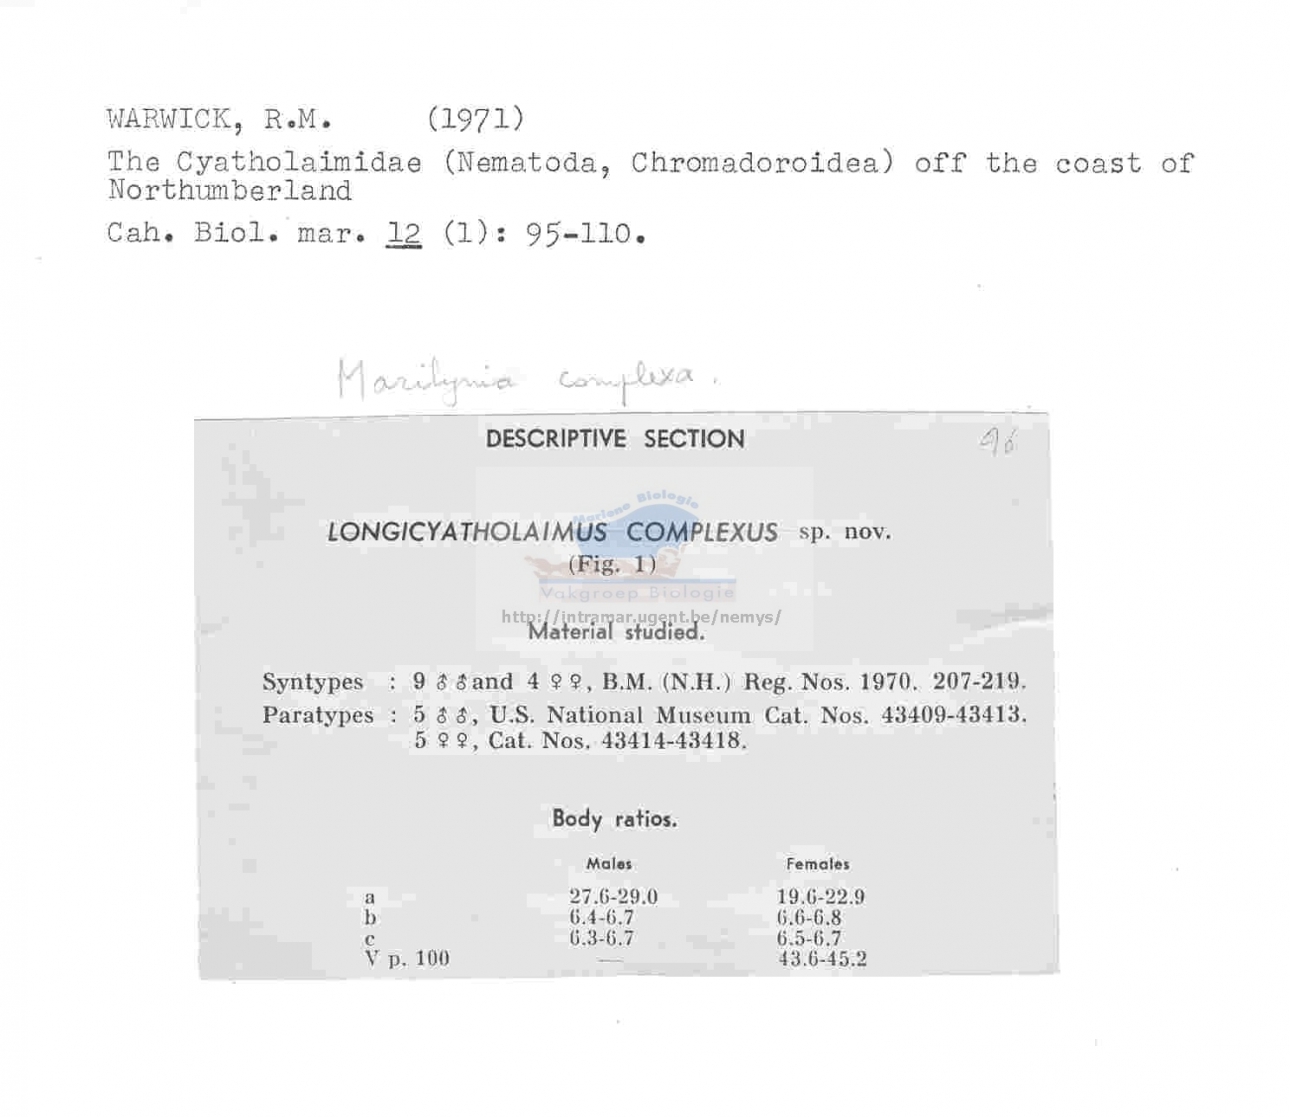 WARWICK, R.M. (1971)
The Cyatholaimidae (Nematoda, Chromadoroidea) off the coast of
Northumberland
Cah. Biol. mar. 12 (1): 95-110.
Marilynia complexa.
DESCRIPTIVE SECTION 96
Marione Biologie
LONGICYATHOLAIMUS COMPLEXUS sp. nov.
(Fig. 1)
Vakgroep Biologie
http://intramar.ugent.be/nemys/
Material studied.
Syntypes : 9 ♂♂and 4 ♀♀, B.M. (N.H.) Reg. Nos. 1970. 207-219.
Paratypes : 5 ♂♂, U.S. National Museum Cat. Nos. 43409-43413.
5 ♀♀, Cat. Nos. 43414-43418.
Body ratios.
Males Females
a 27.6-29.0 19.6-22.9
b 6.4-6.7 6.6-6.8
c 6.3-6.7 6.5-6.7
V p. 100 — 43.6-45.2